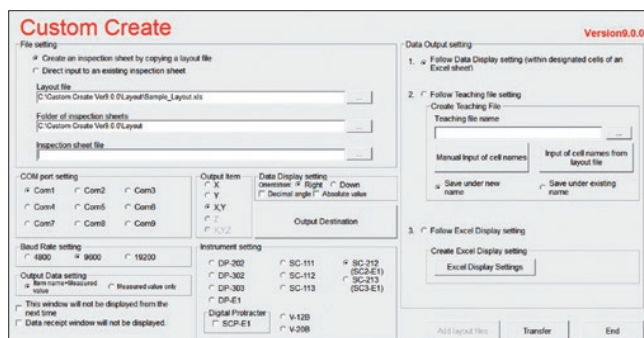 Custom Create
Version9.0.0
File setting
Create an inspection sheet by copying a layout file
Direct input to an existing inspection sheet
Layout file
C:\Custom Create Ver9.0.0\Layout\Sample_Layout.xls
...
Folder of inspection sheets
C:\Custom Create Ver9.0.0\Layout
...
Inspection sheet file
...
COM port setting
Com1 Com2 Com3
Com4 Com5 Com6
Com7 Com8 Com9
Output Item
X
Y
X,Y
Z
X,Y,Z
Data Display setting
Orientation: Right Down
Decimal angle Absolute value
Output Destination
Baud Rate setting
4800 9600 19200
Output Data setting
Item name+Measured value
Measured value only
This window will not be displayed from the
next time
Data receipt window will not be displayed.
Instrument setting
DP-202 SC-111 SC-212
(SC2-E1)
DP-302 SC-112 SC-213
(SC3-E1)
DP-303 SC-113
DP-E1
Digital Protracter
SCP-E1
V-12B
V-20B
Data Output setting
1. Follow Data Display setting (within designated cells of an
Excel sheet)
2. Follow Teaching file setting
Create Teaching File
Teaching file name
...
Manual Input of cell names
Input of cell names from
layout file
Save under new
name
Save under existing
name
3. Follow Excel Display setting
Create Excel Display setting
Excel Display Settings
Add layout files
Transfer
End